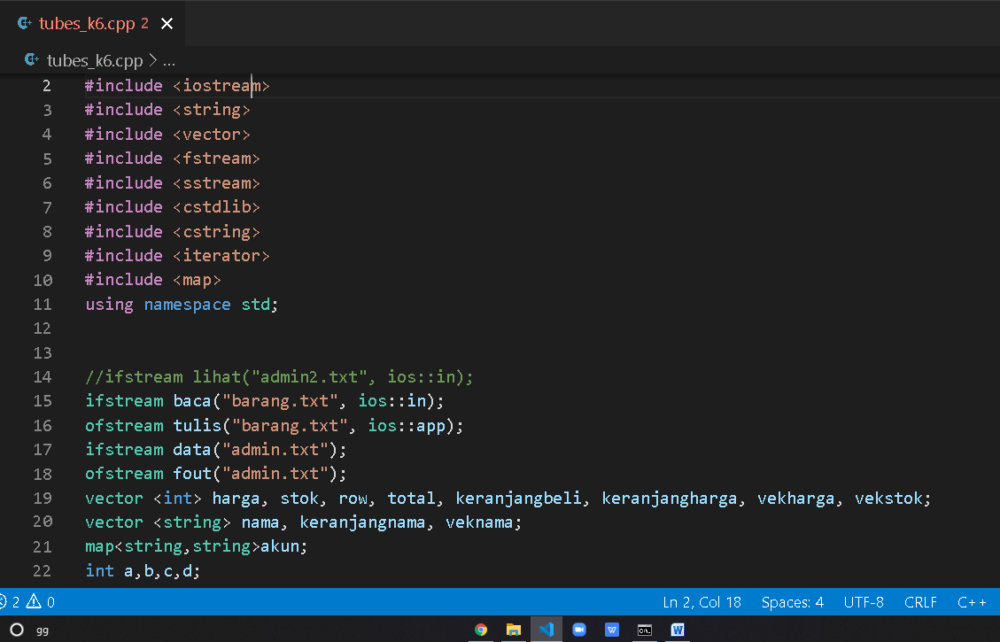 tubes_k6.cpp 2
tubes_k6.cpp > ...
2 #include <iostream>
3 #include <string>
4 #include <vector>
5 #include <fstream>
6 #include <sstream>
7 #include <cstdlib>
8 #include <cstring>
9 #include <iterator>
10 #include <map>
11 using namespace std;
12
13
14 //ifstream lihat("admin2.txt", ios::in);
15 ifstream baca("barang.txt", ios::in);
16 ofstream tulis("barang.txt", ios::app);
17 ifstream data("admin.txt");
18 ofstream fout("admin.txt");
19 vector <int> harga, stok, row, total, keranjangbeli, keranjangharga, vekharga, vekstok;
20 vector <string> nama, keranjangnama, veknama;
21 map<string,string>akun;
22 int a,b,c,d;
2 0 Ln 2, Col 18 Spaces: 4 UTF-8 CRLF C++
gg